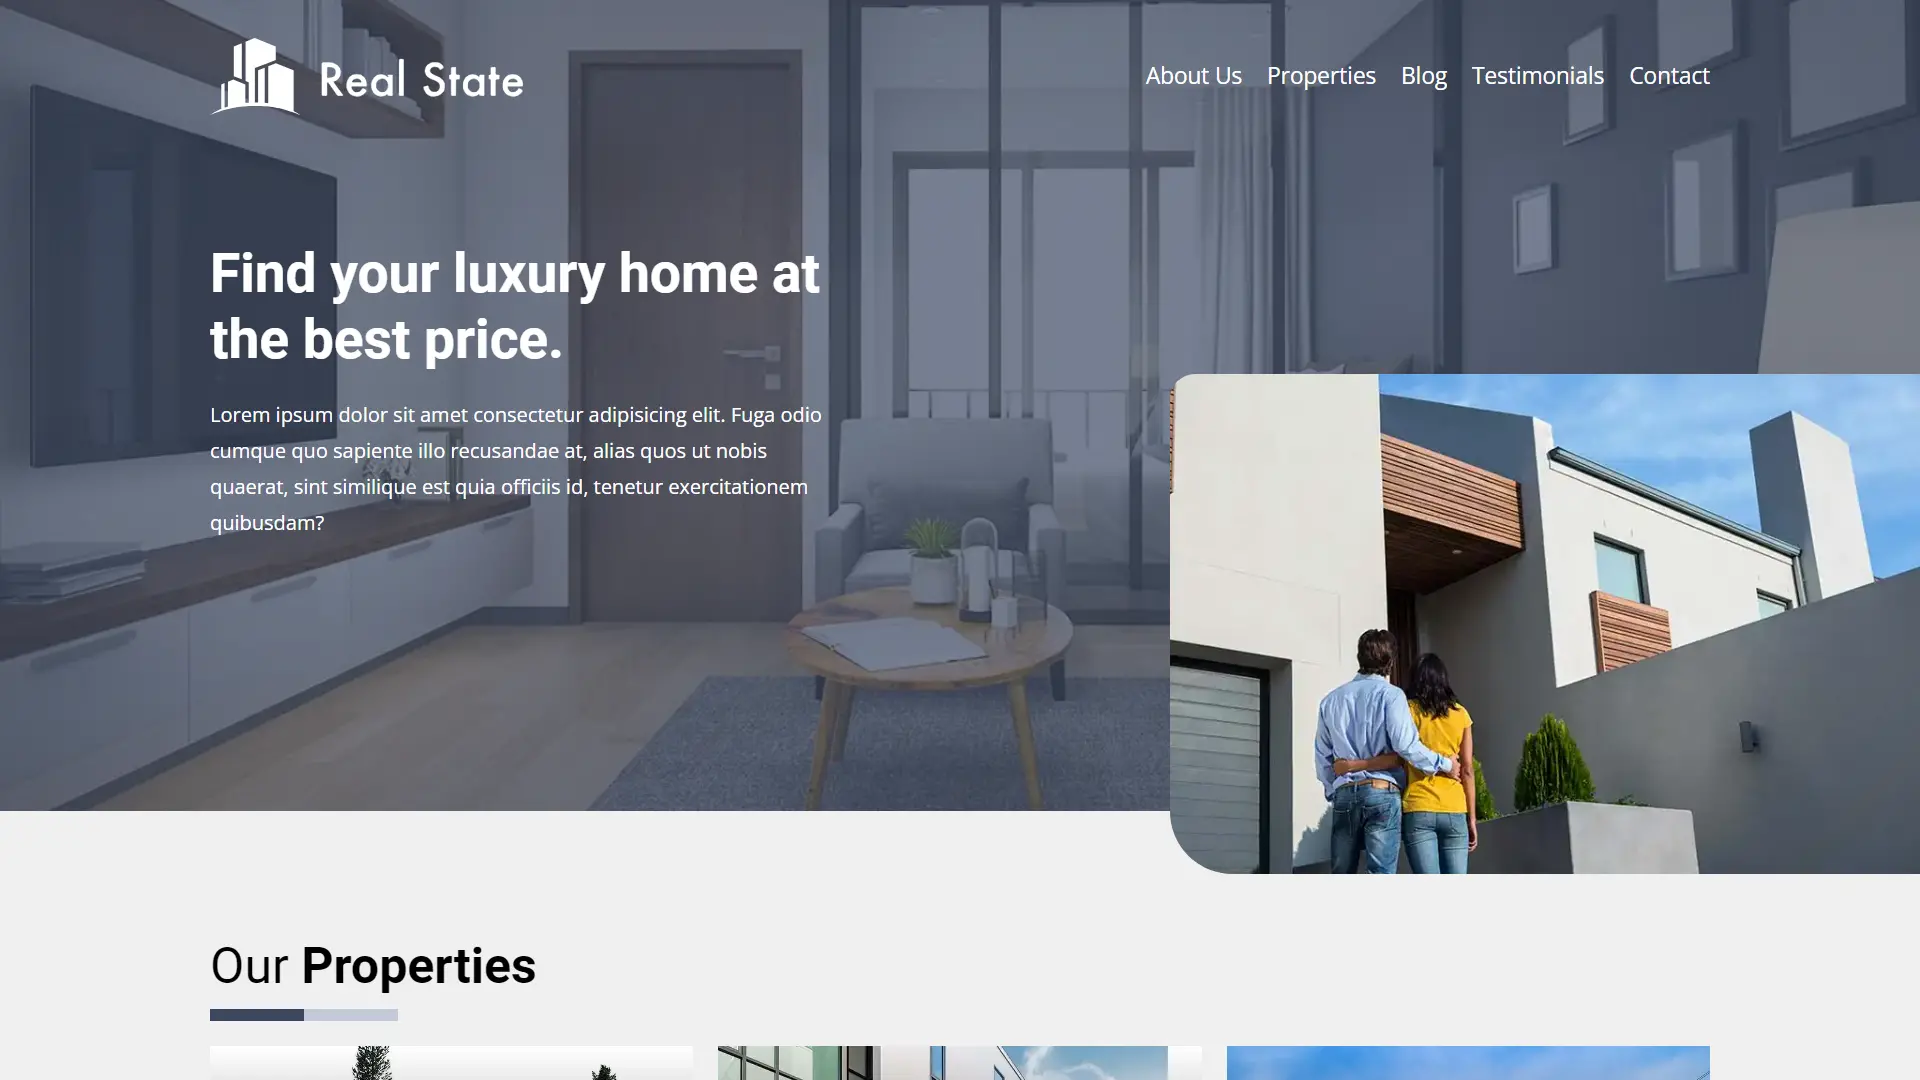 Real State
About Us Properties Blog Testimonials Contact
Find your luxury home at
the best price.
Lorem ipsum dolor sit amet consectetur adipisicing elit. Fuga odio
cumque quo sapiente illo recusandae at, alias quos ut nobis
quaerat, sint similique est quia officiis id, tenetur exercitationem
quibusdam?
Our Properties